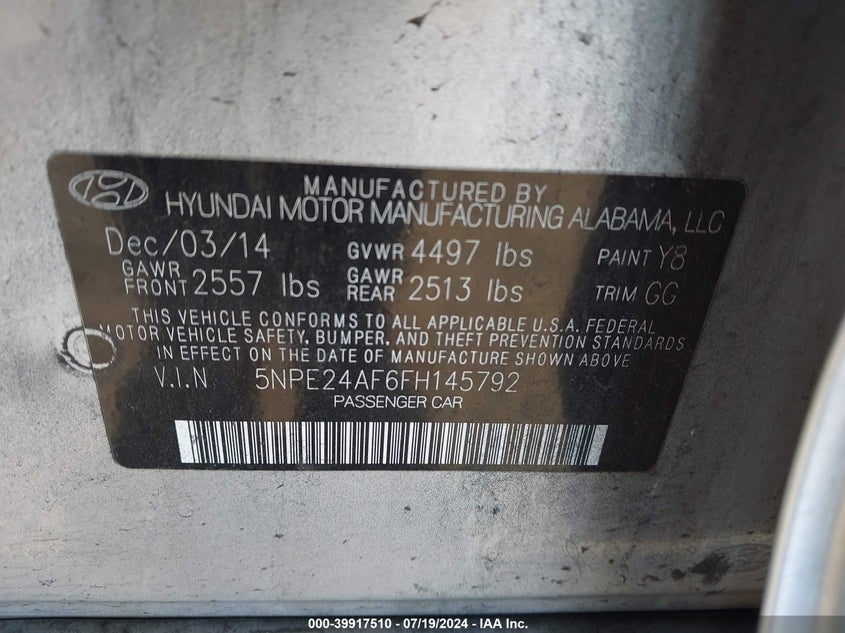 MANUFACTURED BY
HYUNDAI MOTOR MANUFACTURING ALABAMA, LLC
Dec/03/14 GVWR 4497 lbs PAINT Y8
GAWR FRONT 2557 lbs GAWR REAR 2513 lbs TRIM GG
THIS VEHICLE CONFORMS TO ALL APPLICABLE U.S.A. FEDERAL
MOTOR VEHICLE SAFETY, BUMPER, AND THEFT PREVENTION STANDARDS
IN EFFECT ON THE DATE OF MANUFACTURE SHOWN ABOVE
V.I.N 5NPE24AF6FH145792
PASSENGER CAR
000-39917510 | 07/19/2024 - IAA Inc.